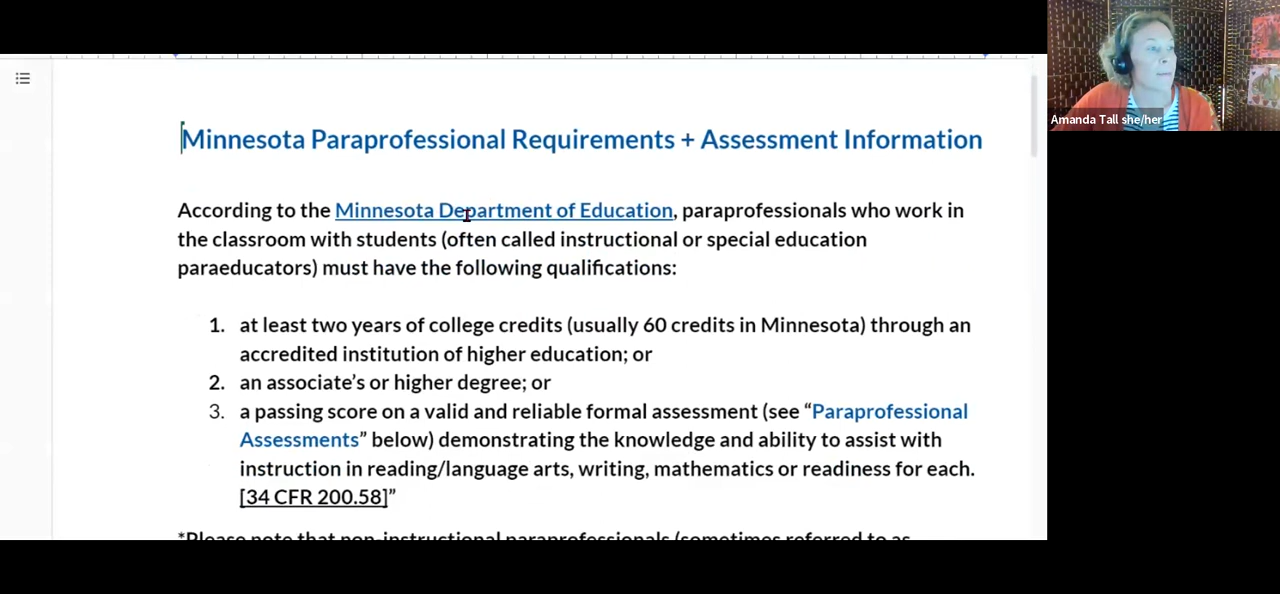 Minnesota Paraprofessional Requirements + Assessment Information
According to the Minnesota Department of Education, paraprofessionals who work in
the classroom with students (often called instructional or special education
paraeducators) must have the following qualifications:
1. at least two years of college credits (usually 60 credits in Minnesota) through an
accredited institution of higher education; or
2. an associate’s or higher degree; or
3. a passing score on a valid and reliable formal assessment (see “Paraprofessional
Assessments” below) demonstrating the knowledge and ability to assist with
instruction in reading/language arts, writing, mathematics or readiness for each.
[34 CFR 200.58]”
*Please note that non-instructional paraprofessionals (sometimes referred to as
Amanda Tall she/her